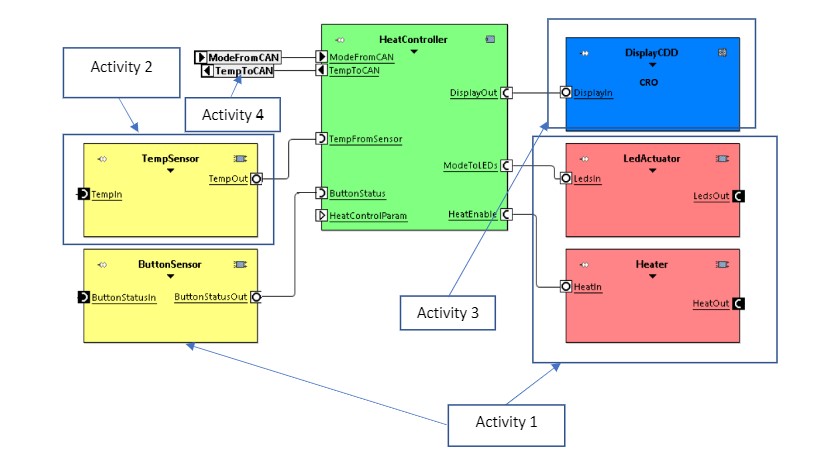 HeatController
DisplayCDD
CRO
ModeFromCAN
ModeFromCAN
TempToCAN
TempToCAN
Activity 2
Activity 4
DisplayOut
DisplayIn
TempFromSensor
TempSensor
TempOut
TempIn
ModeToLEDs
LedActuator
LedsIn
LedsOut
ButtonStatus
HeatControlParam
HeatEnable
ButtonSensor
ButtonStatusIn
ButtonStatusOut
Heater
HeatIn
HeatOut
Activity 3
Activity 1